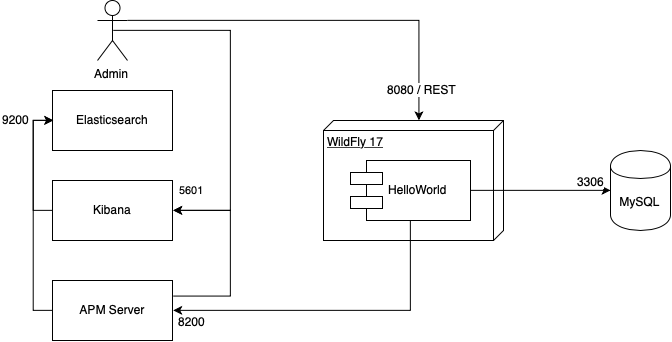 Admin
8080 / REST
9200
Elasticsearch
WildFly 17
5601
Kibana
HelloWorld
3306
MySQL
APM Server
8200